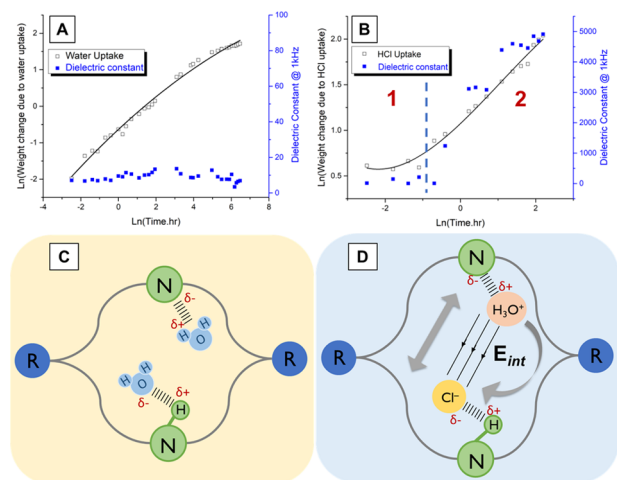 A
Water Uptake
Dielectric constant
Ln(Weight change due to water uptake)
2
1
0
-1
-2
100
80
60
40
20
0
Dielectric Constant @ 1kHz
-4
-2
0
2
4
6
8
Ln(Time.hr)
B
HCl Uptake
Dielectric constant
1
2
Ln(Weight change due to HCl uptake)
2.0
1.5
1.0
0.5
5000
4000
3000
2000
1000
0
Dielectric Constant @ 1kHz
-3
-2
-1
0
1
2
Ln(Time.hr)
C
N
δ-
δ+
H
H
O
R
R
H
H
O
δ+
δ-
H
N
D
N
δ-
δ+
H₃O⁺
Eint
R
R
Cl⁻
δ+
δ-
H
N